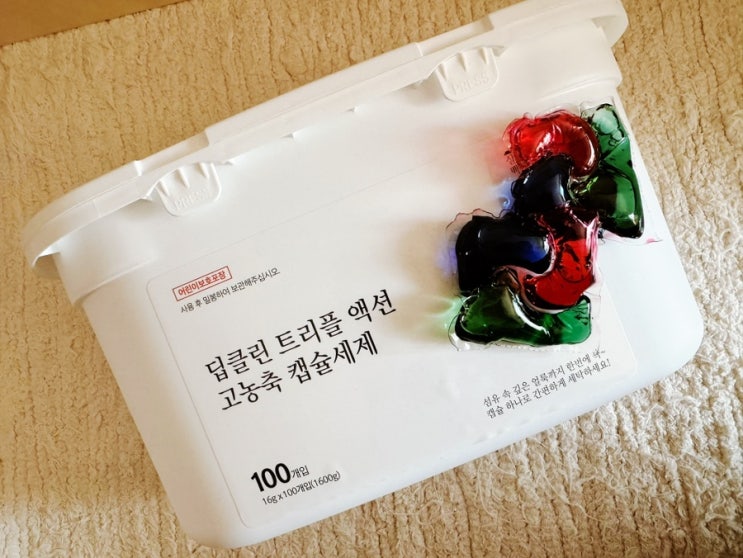 PRESS
PRESS
어린이보호포장
사용 후 밀봉하여 보관해주십시오.
딥클린 트리플 액션
고농축 캡슐세제
섬유 속 깊은 얼룩까지 한번에 싹~
캡슐 하나로 간편하게 세탁하세요!
100개입
16g x 100개입(1600g)